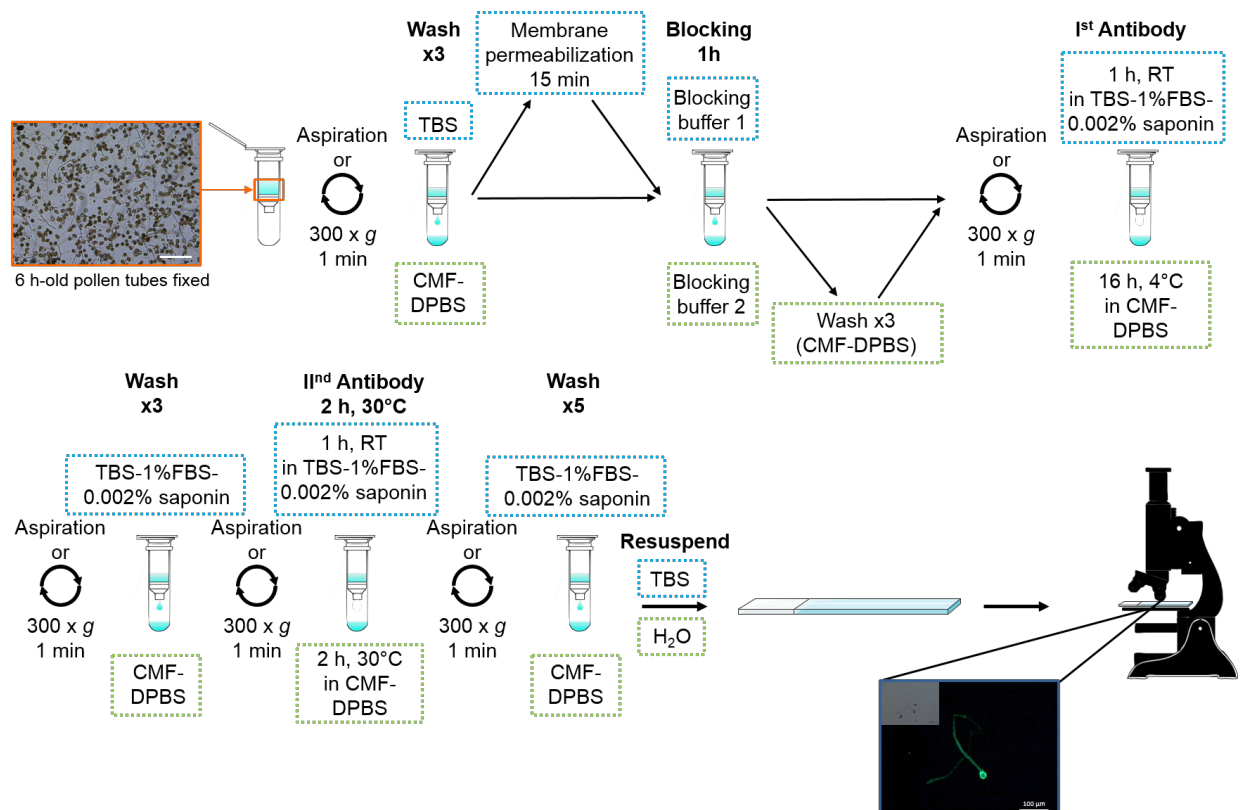 Wash
x3
Membrane
permeabilization
15 min
Blocking
1h
Ist Antibody
TBS
Blocking
buffer 1
1 h, RT
in TBS-1%FBS-
0.002% saponin
Aspiration
or
300 x g
1 min
Aspiration
or
300 x g
1 min
6 h-old pollen tubes fixed
CMF-
DPBS
Blocking
buffer 2
Wash x3
(CMF-DPBS)
16 h, 4°C
in CMF-
DPBS
Wash
x3
IInd Antibody
2 h, 30°C
Wash
x5
TBS-1%FBS-
0.002% saponin
1 h, RT
in TBS-1%FBS-
0.002% saponin
TBS-1%FBS-
0.002% saponin
Aspiration
or
300 x g
1 min
Aspiration
or
300 x g
1 min
Aspiration
or
300 x g
1 min
Resuspend
TBS
H2O
CMF-
DPBS
2 h, 30°C
in CMF-
DPBS
CMF-
DPBS
100 µm